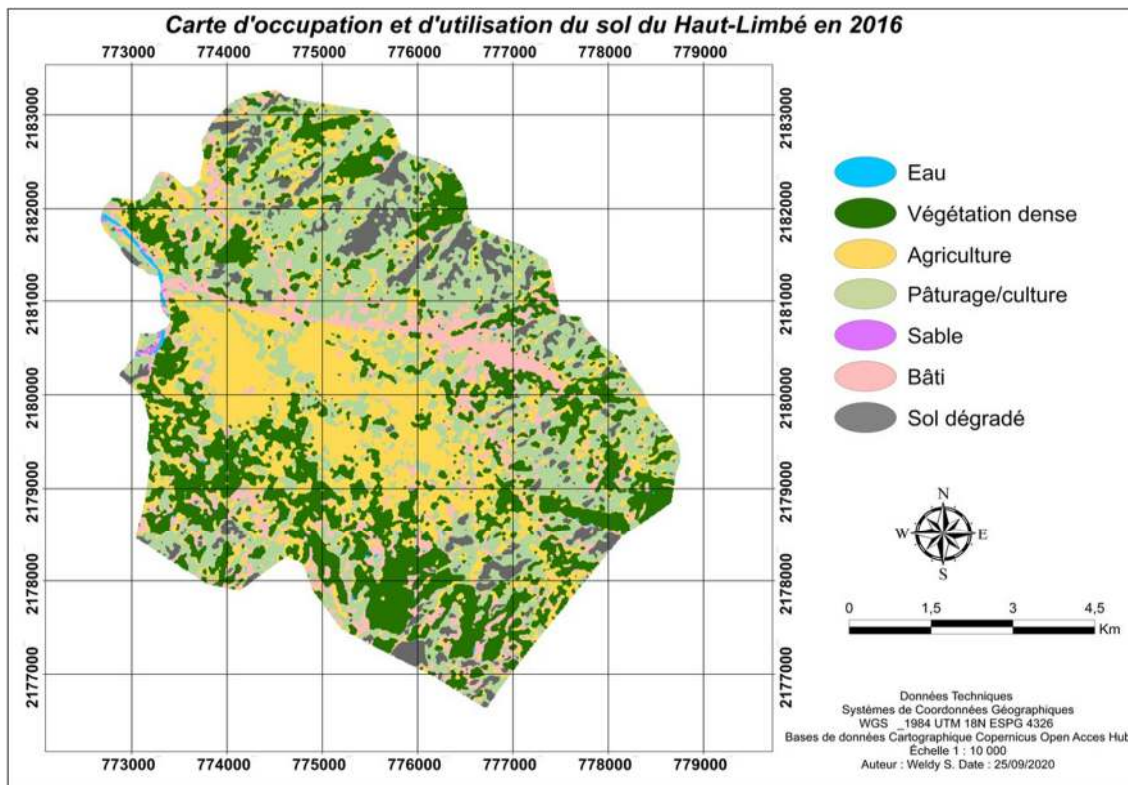 Carte d'occupation et d'utilisation du sol du Haut-Limbé en 2016
773000 774000 775000 776000 777000 778000 779000
2183000
2182000
2181000
2180000
2179000
2178000
2177000
2183000
2182000
2181000
2180000
2179000
2178000
2177000
773000 774000 775000 776000 777000 778000 779000
Eau
Végétation dense
Agriculture
Pâturage/culture
Sable
Bâti
Sol dégradé
N
W E
S
0 1,5 3 4,5
Km
Données Techniques
Systèmes de Coordonnées Géographiques
WGS _1984 UTM 18N ESPG 4326
Bases de données Cartographique Copernicus Open Acces Hub
Échelle 1 : 10 000
Auteur : Weldy S. Date : 25/09/2020